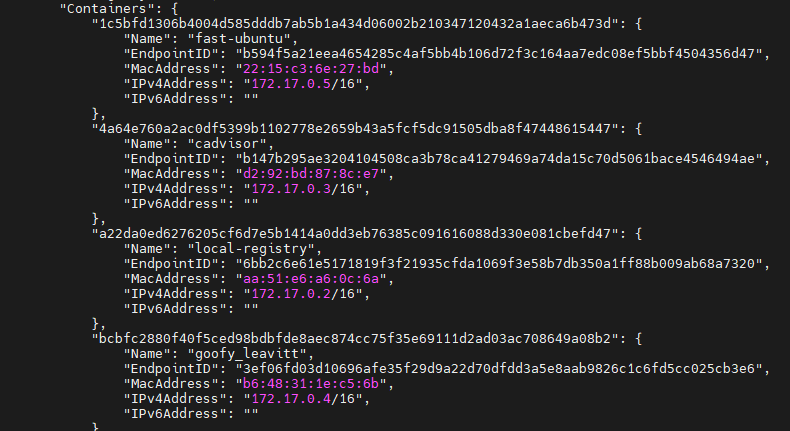 "Containers": {
"1c5bfd1306b4004d585dddb7ab5b1a434d06002b210347120432a1aeca6b473d": {
"Name": "fast-ubuntu",
"EndpointID": "b594f5a21eea4654285c4af5bb4b106d72f3c164aa7edc08ef5bbf4504356d47",
"MacAddress": "22:15:c3:6e:27:bd",
"IPv4Address": "172.17.0.5/16",
"IPv6Address": ""
},
"4a64e760a2ac0df5399b1102778e2659b43a5fcf5dc91505dba8f47448615447": {
"Name": "cadvisor",
"EndpointID": "b147b295ae3204104508ca3b78ca41279469a74da15c70d5061bace4546494ae",
"MacAddress": "d2:92:bd:87:8c:e7",
"IPv4Address": "172.17.0.3/16",
"IPv6Address": ""
},
"a22da0ed6276205cf6d7e5b1414a0dd3eb76385c091616088d330e081cbefd47": {
"Name": "local-registry",
"EndpointID": "6bb2c6e61e5171819f3f21935cfda1069f3e58b7db350a1ff88b009ab68a7320",
"MacAddress": "aa:51:e6:a6:0c:6a",
"IPv4Address": "172.17.0.2/16",
"IPv6Address": ""
},
"bcbfc2880f40f5ced98bdbfde8aec874cc75f35e69111d2ad03ac708649a08b2": {
"Name": "goofy_leavitt",
"EndpointID": "3ef06fd03d10696afe35f29d9a22d70dfdd3a5e8aab9826c1c6fd5cc025cb3e6",
"MacAddress": "b6:48:31:1e:c5:6b",
"IPv4Address": "172.17.0.4/16",
"IPv6Address": ""
}